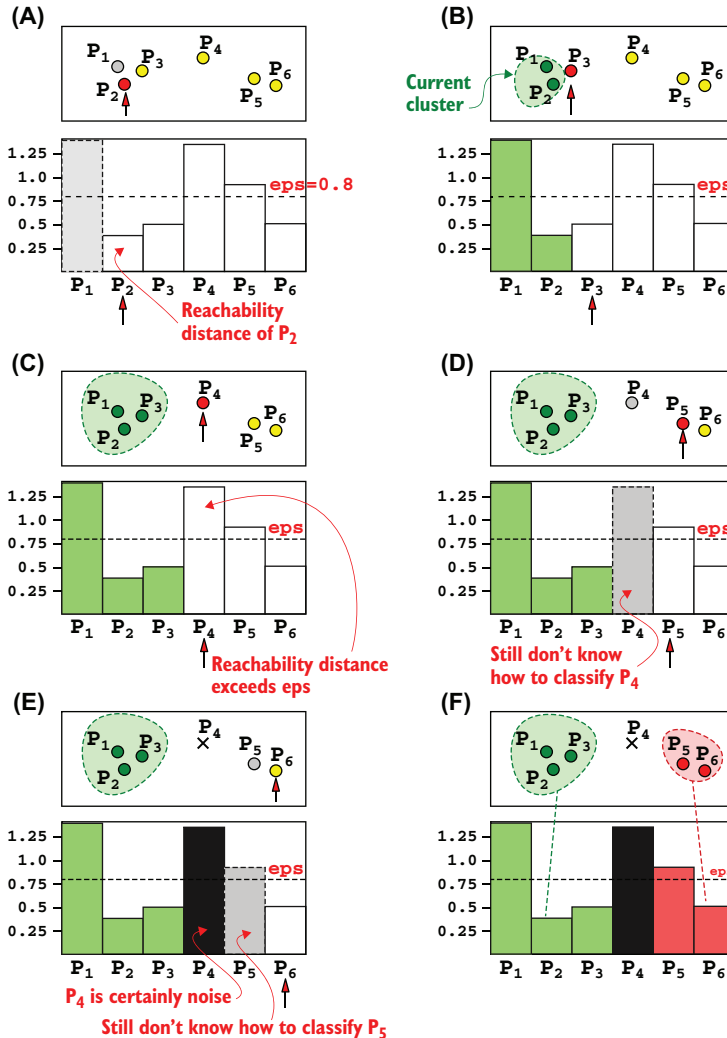 (A)
P1 P3 P4
P2 P5 P6
1.25
1.0
eps=0.8
0.5
0.25
P1 P2 P3 P4 P5 P6
Reachability
distance of P2
(B)
P1 P3 P4
P2 P5 P6
Current
cluster
1.25
1.0
eps
0.5
0.25
P1 P2 P3 P4 P5 P6
(C)
P1 P3 P4
P2 P5 P6
1.25
1.0
eps
0.5
0.25
P1 P2 P3 P4 P5 P6
Reachability distance
exceeds eps
(D)
P1 P3 P4
P2 P5 P6
1.25
1.0
eps
0.5
0.25
P1 P2 P3 P4 P5 P6
Still don't know
how to classify P4
(E)
P1 P3 P4
P2 P5 P6
1.25
1.0
eps
0.75
0.5
0.25
P1 P2 P3 P4 P5 P6
P4 is certainly noise
Still don't know how to classify P5
(F)
P1 P3 P4
P2 P5 P6
1.25
1.0
ep
0.75
0.5
0.25
P1 P2 P3 P4 P5 P6